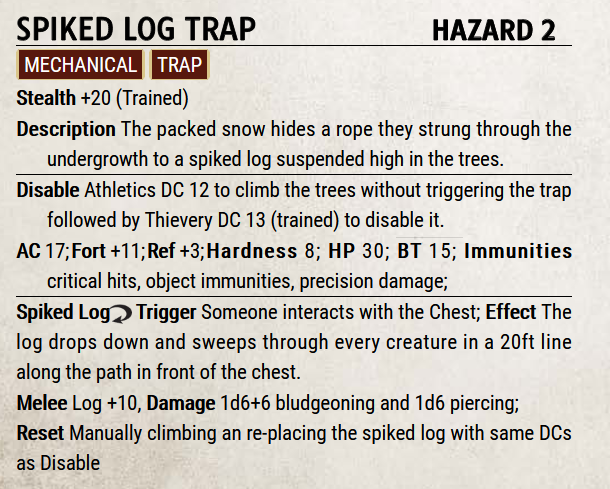 SPIKED LOG TRAP HAZARD 2
MECHANICAL TRAP
Stealth +20 (Trained)
Description The packed snow hides a rope they strung through the
undergrowth to a spiked log suspended high in the trees.
Disable Athletics DC 12 to climb the trees without triggering the trap
followed by Thievery DC 13 (trained) to disable it.
AC 17;Fort +11;Ref +3;Hardness 8; HP 30; BT 15; Immunities
critical hits, object immunities, precision damage;
Spiked Log Trigger Someone interacts with the Chest; Effect The
log drops down and sweeps through every creature in a 20ft line
along the path in front of the chest.
Melee Log +10, Damage 1d6+6 bludgeoning and 1d6 piercing;
Reset Manually climbing an re-placing the spiked log with same DCs
as Disable